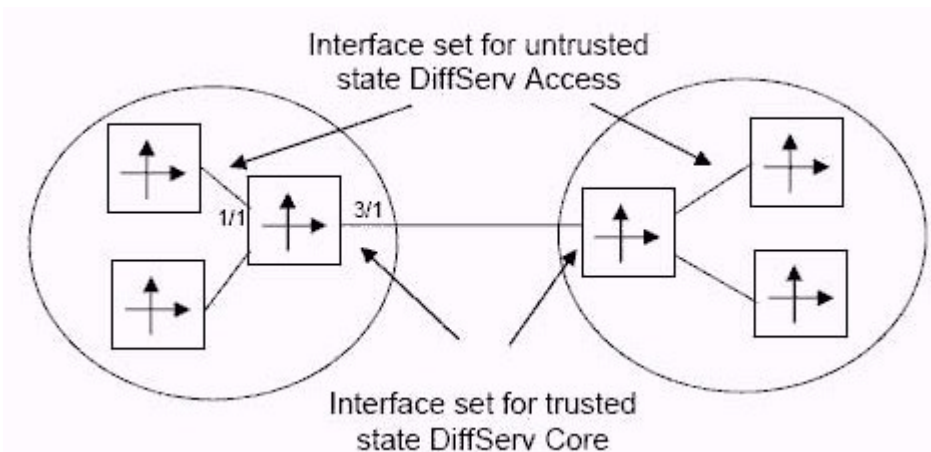 Interface set for untrusted
state DiffServ Access
1/1
3/1
Interface set for trusted
state DiffServ Core